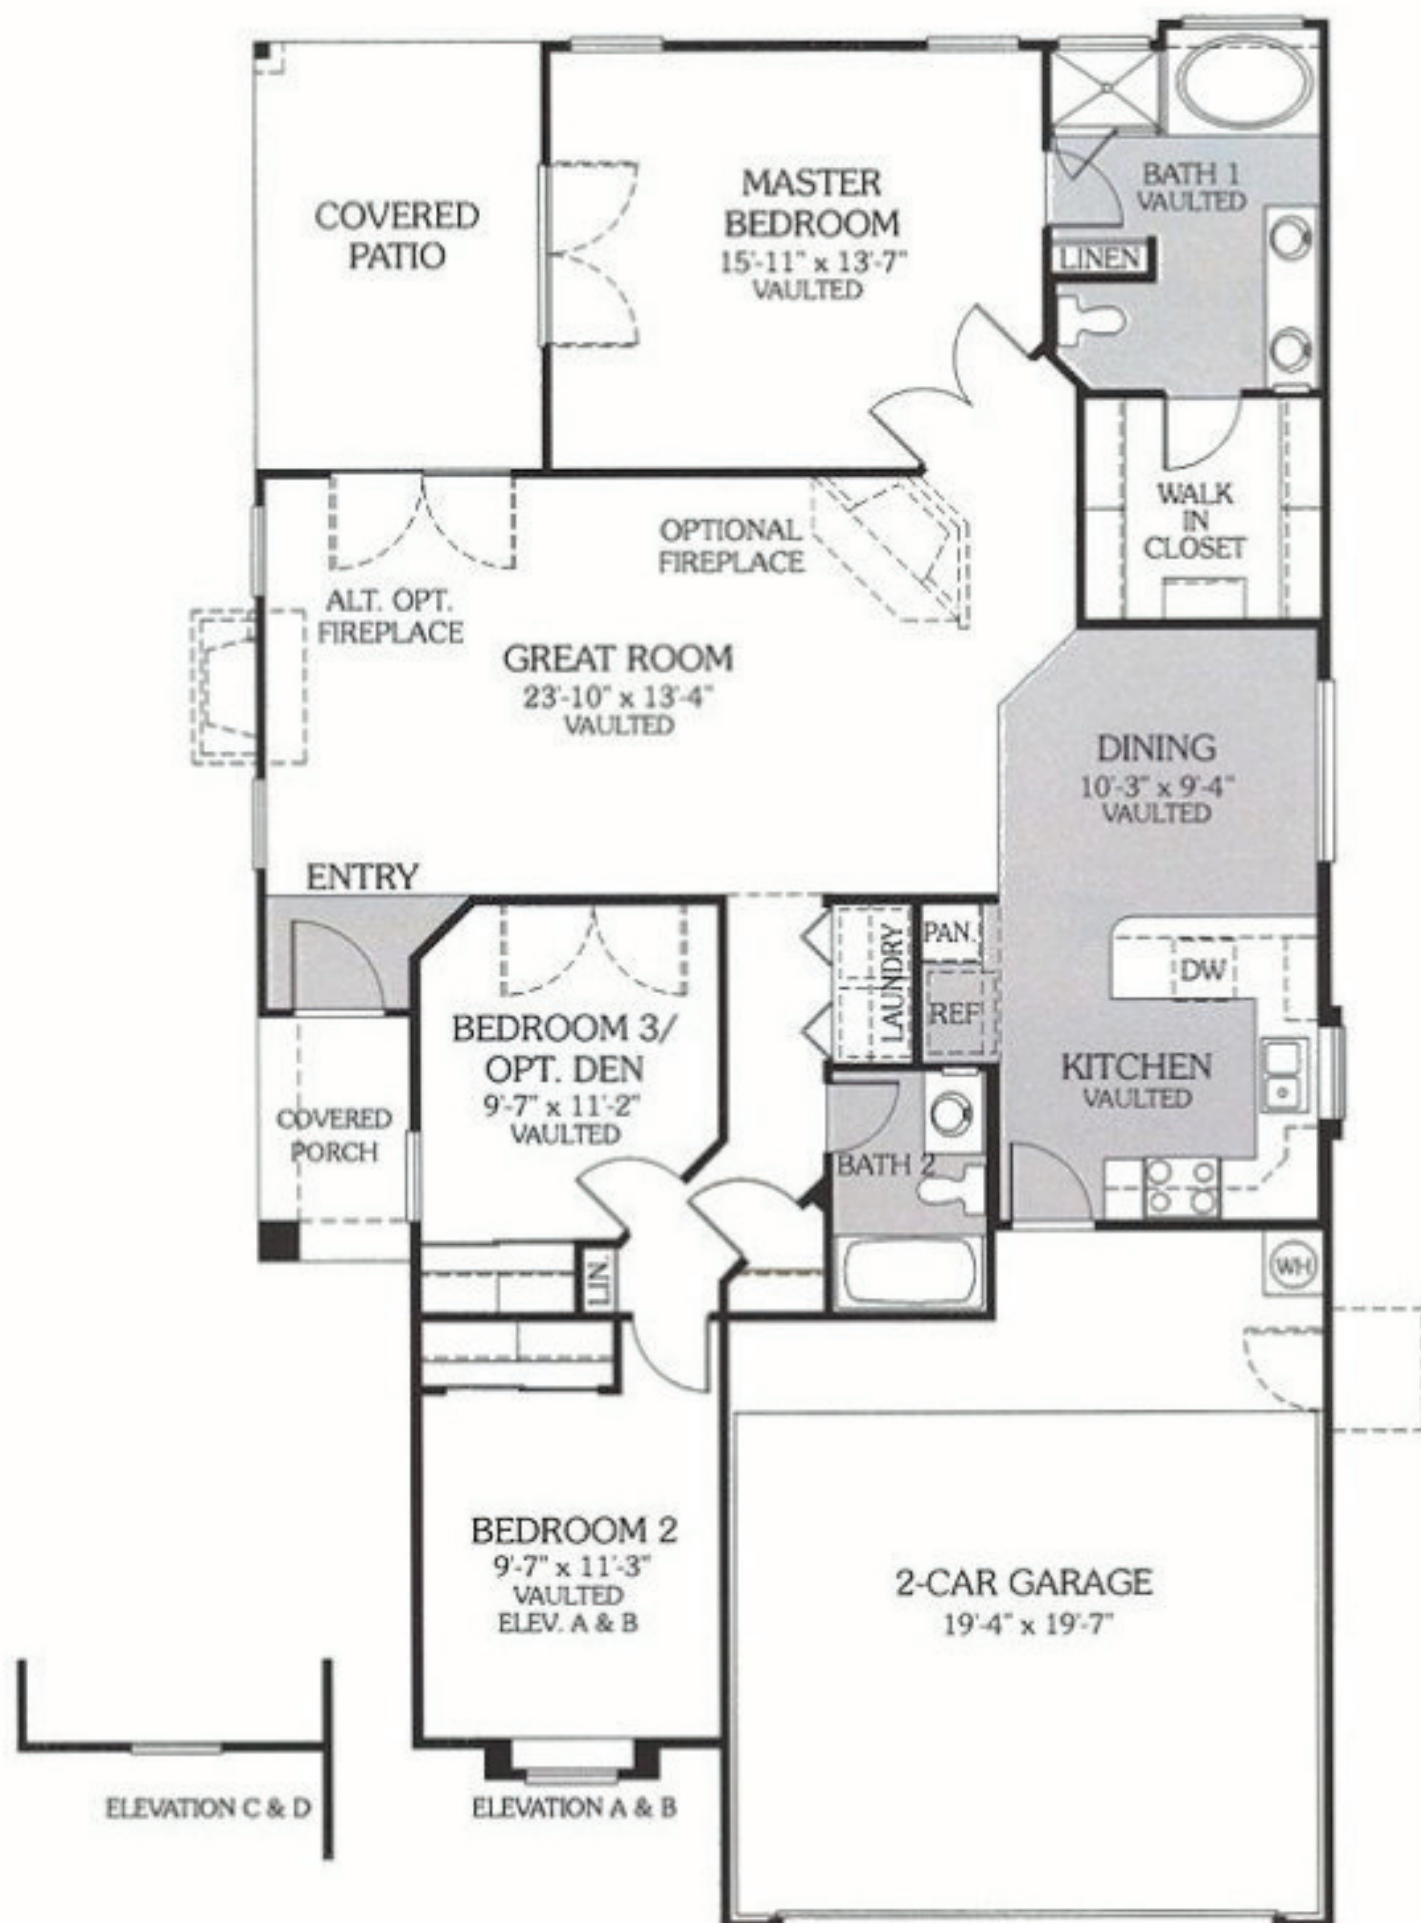 COVERED
PATIO
MASTER
BEDROOM
15'-11" x 13'-7"
VAULTED
BATH 1
VAULTED
LINEN
WALK
IN
CLOSET
OPTIONAL
FIREPLACE
ALT. OPT.
FIREPLACE
GREAT ROOM
23'-10" x 13'-4"
VAULTED
DINING
10'-3" x 9'-4"
VAULTED
ENTRY
LAUNDRY
PAN.
REF
DW
BEDROOM 3/
OPT. DEN
9'-7" x 11'-2"
VAULTED
KITCHEN
VAULTED
COVERED
PORCH
BATH 2
LIN.
WH
BEDROOM 2
9'-7" x 11'-3"
VAULTED
ELEV. A & B
2-CAR GARAGE
19'-4" x 19'-7"
ELEVATION C & D
ELEVATION A & B